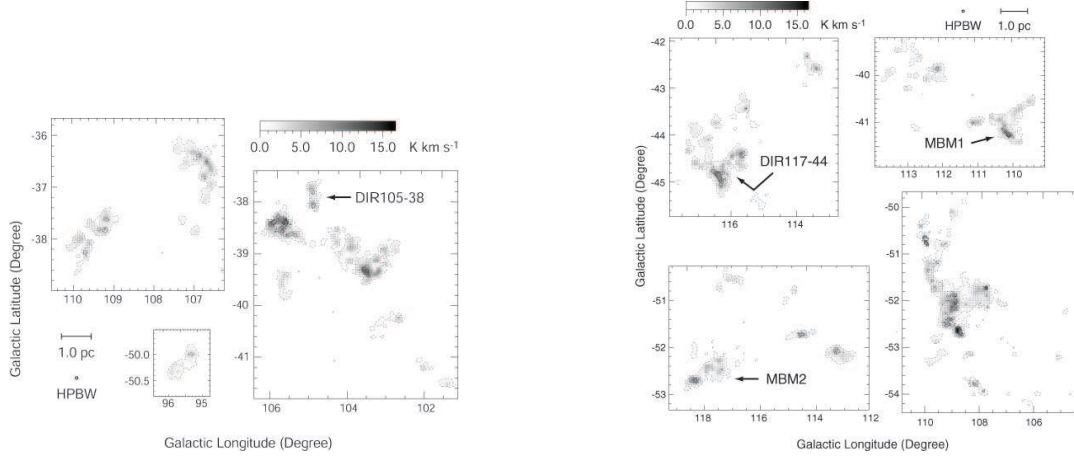 0.0 5.0 10.0 15.0 K km s-1
-36
-37
-38
110 109 108 107
1.0 pc
HPBW
-50.0
-50.5
96 95
DIR105-38
-38
-39
-40
-41
106 104 102
Galactic Latitude (Degree)
Galactic Longitude (Degree)
0.0 5.0 10.0 15.0 K km s-1
HPBW 1.0 pc
-42
-43
-44
-45
DIR117-44
116 114
-40
-41
MBM1
113 112 111 110 109
-51
-52
-53
MBM2
118 116 114 112
-50
-51
-52
-53
-54
110 108 106
Galactic Latitude (Degree)
Galactic Longitude (Degree)